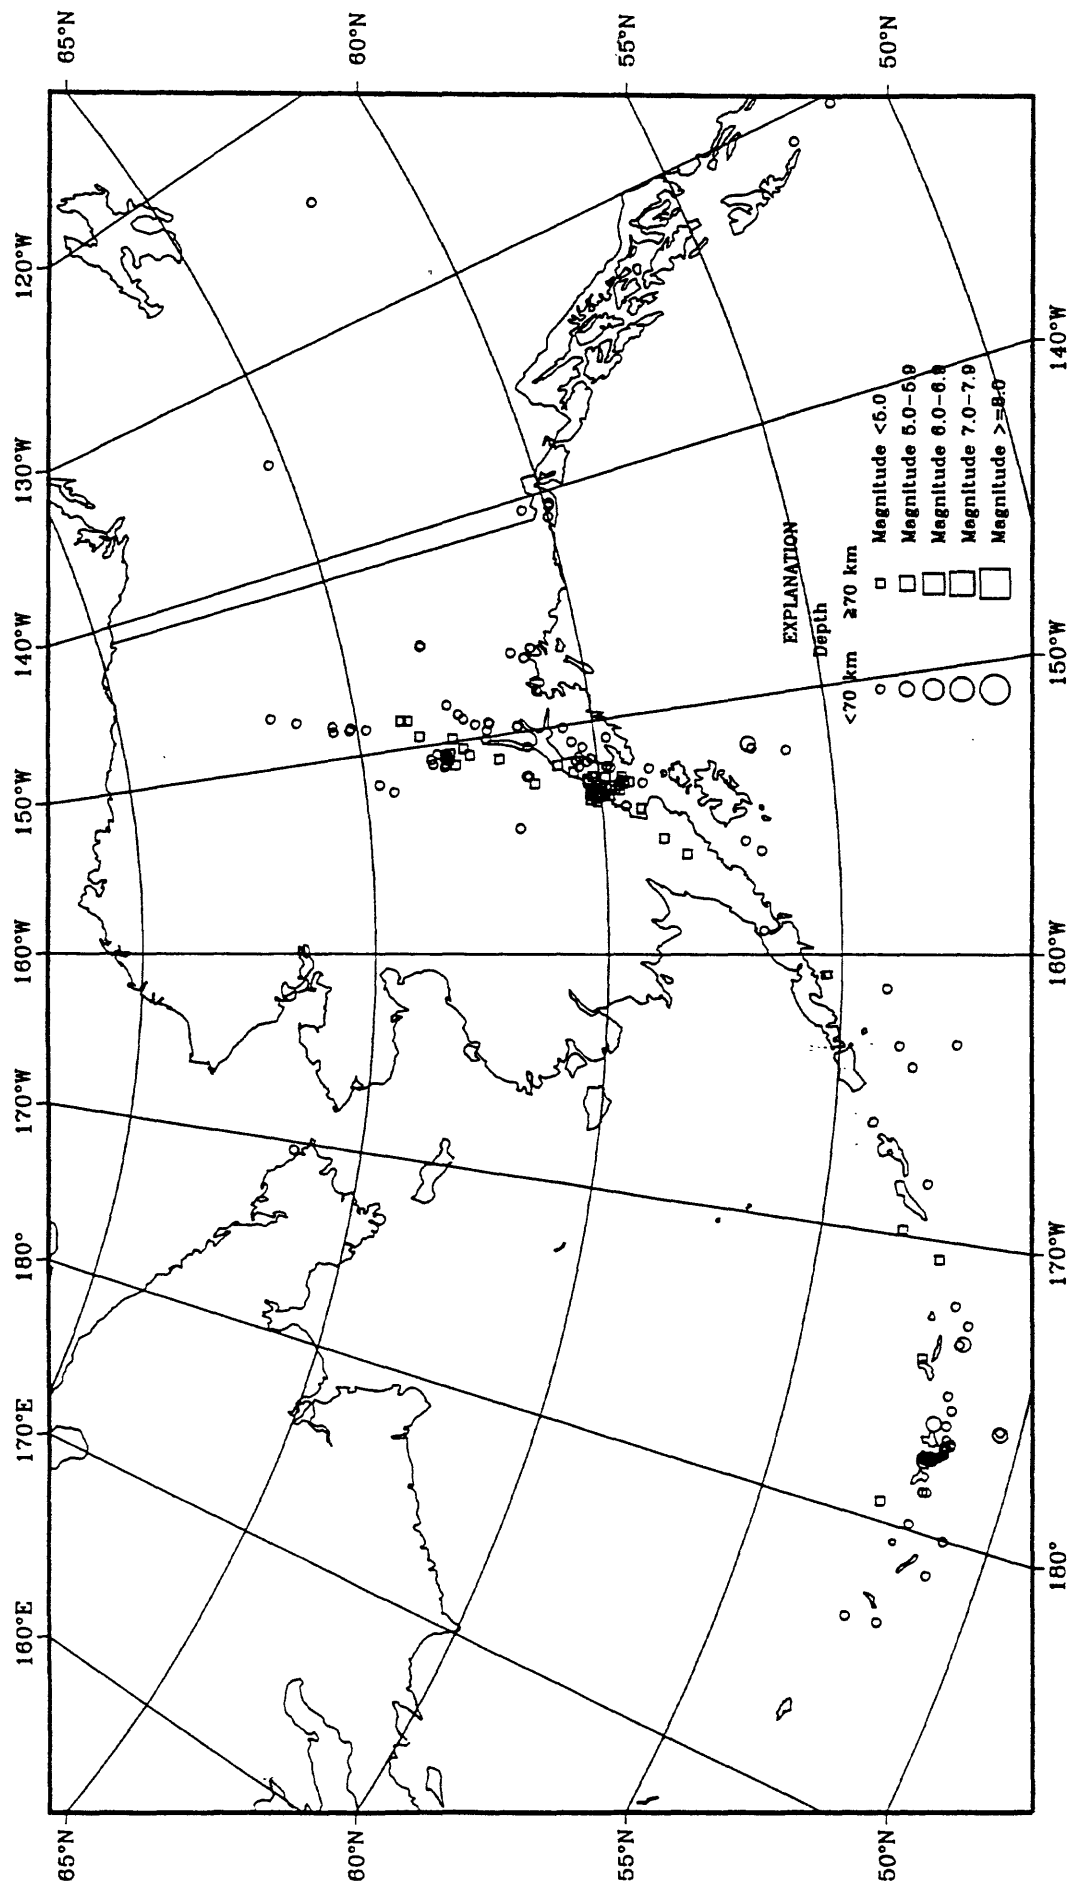 160°E 170°E 180° 170°W 160°W 150°W 140°W 130°W 120°W
65°N 65°N
60°N 60°N
55°N 55°N
EXPLANATION
Depth
<70 km ≥70 km
Magnitude <5.0
Magnitude 5.0-5.9
Magnitude 6.0-6.9
Magnitude 7.0-7.9
Magnitude >=8.0
50°N 50°N
180° 170°W 160°W 150°W 140°W